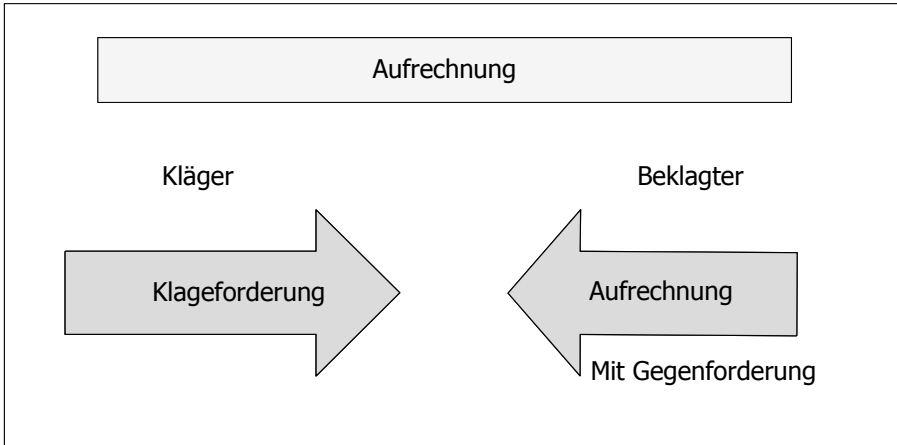 Aufrechnung
Kläger
Beklagter
Klageforderung
Aufrechnung
Mit Gegenforderung